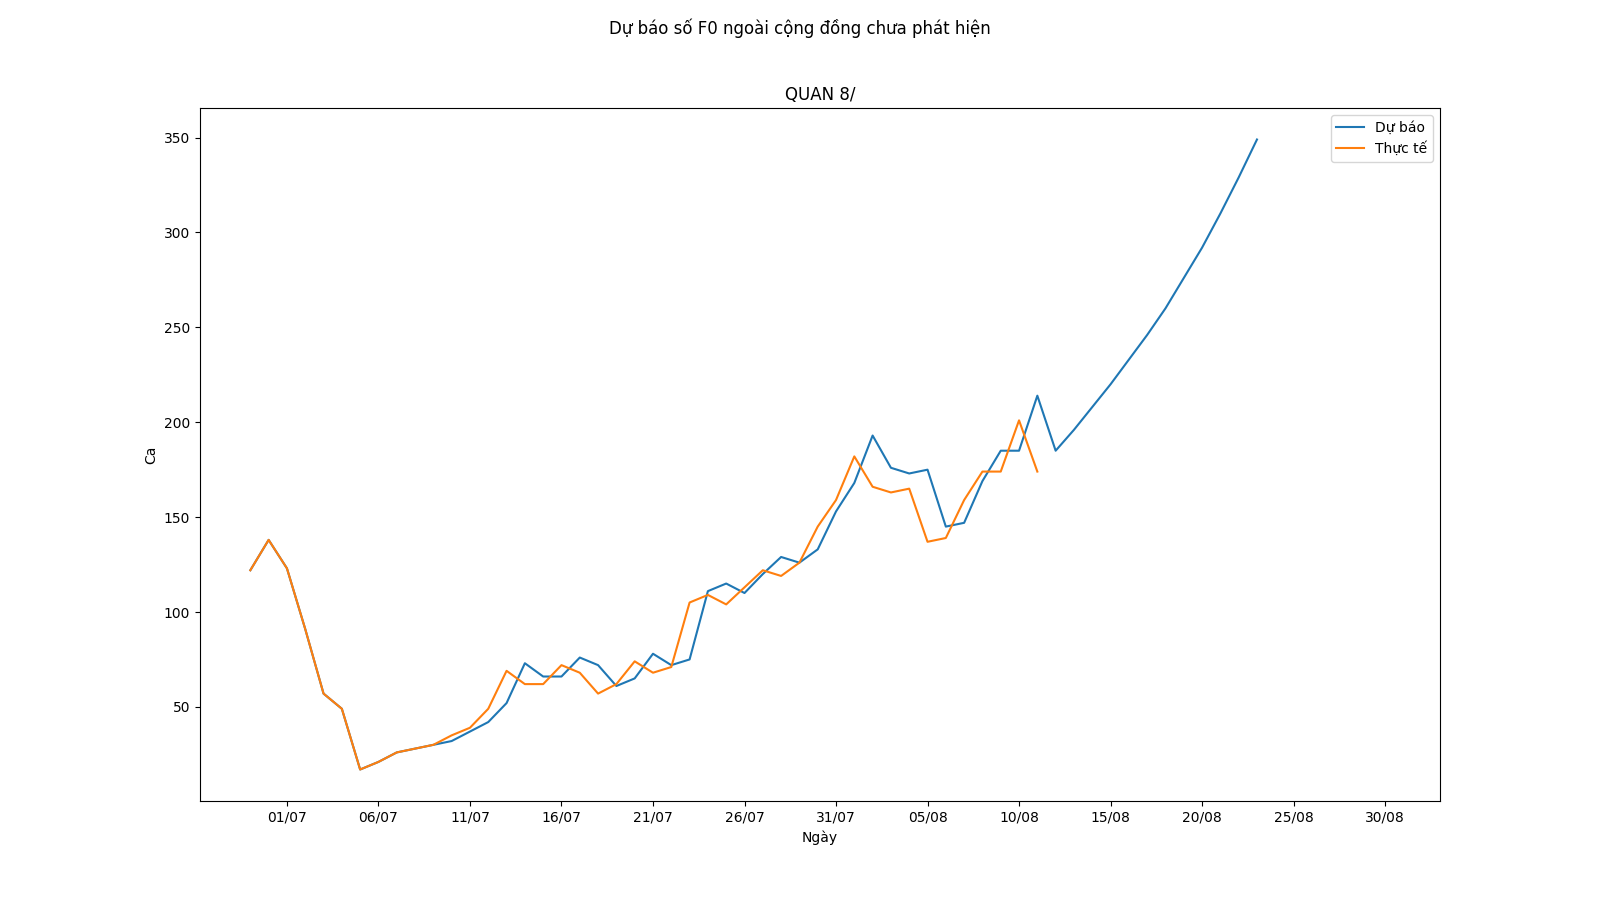 Dự báo số F0 ngoài cộng đồng chưa phát hiện
QUAN 8/
Dự báo
Thực tế
350
300
250
200
150
100
50
Ca
01/07 06/07 11/07 16/07 21/07 26/07 31/07 05/08 10/08 15/08 20/08 25/08 30/08
Ngày